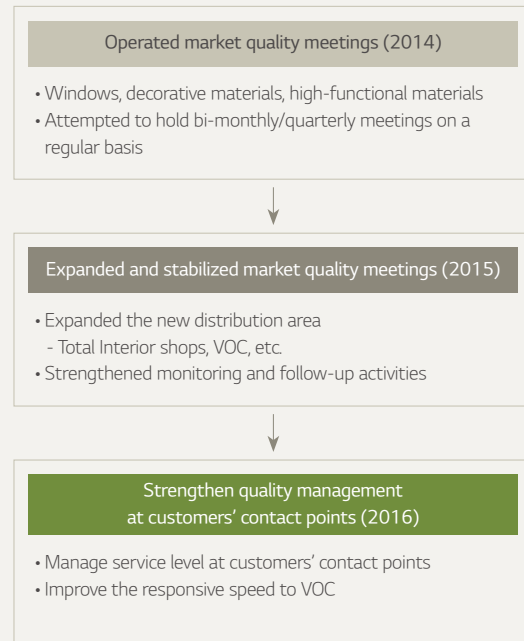 Operated market quality meetings (2014)
• Windows, decorative materials, high-functional materials
• Attempted to hold bi-monthly/quarterly meetings on a
regular basis
Expanded and stabilized market quality meetings (2015)
• Expanded the new distribution area
- Total Interior shops, VOC, etc.
• Strengthened monitoring and follow-up activities
Strengthen quality management
at customers' contact points (2016)
• Manage service level at customers' contact points
• Improve the responsive speed to VOC